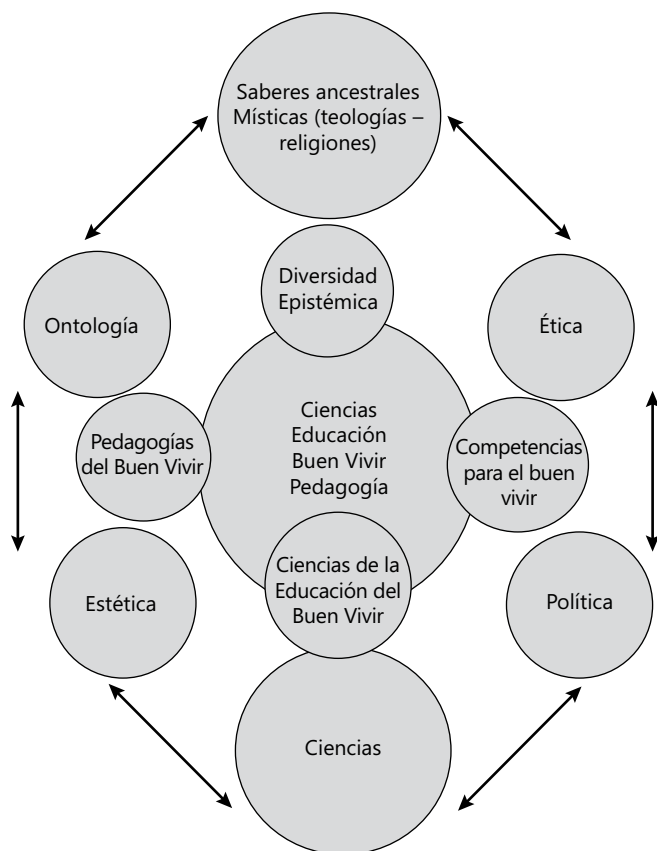 Saberes ancestrales
Místicas (teologías –
religiones)
Diversidad
Epistémica
Ontología
Ética
Ciencias
Educación
Buen Vivir
Pedagogía
Pedagogías
del Buen Vivir
Competencias
para el buen
vivir
Ciencias de la
Educación del
Buen Vivir
Estética
Política
Ciencias